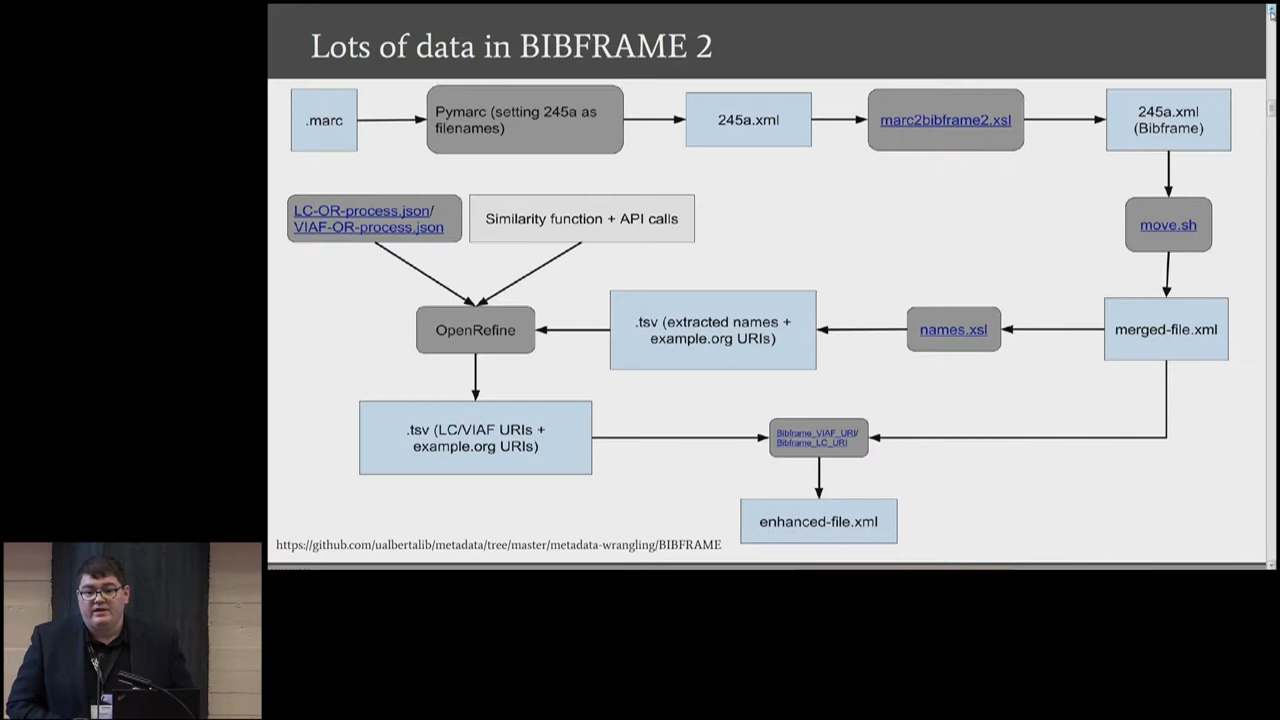 Lots of data in BIBFRAME 2
.marc
Pymarc (setting 245a as
filenames)
245a.xml
marc2bibframe2.xsl
245a.xml
(Bibframe)
LC-OR-process.json/
VIAF-OR-process.json
Similarity function + API calls
move.sh
OpenRefine
.tsv (extracted names +
example.org URIs)
names.xsl
merged-file.xml
.tsv (LC/VIAF URIs +
example.org URIs)
Bibframe_VIAF_URI/
Bibframe_LC_URI
enhanced-file.xml
https://github.com/ualbertalib/metadata/tree/master/metadata-wrangling/BIBFRAME